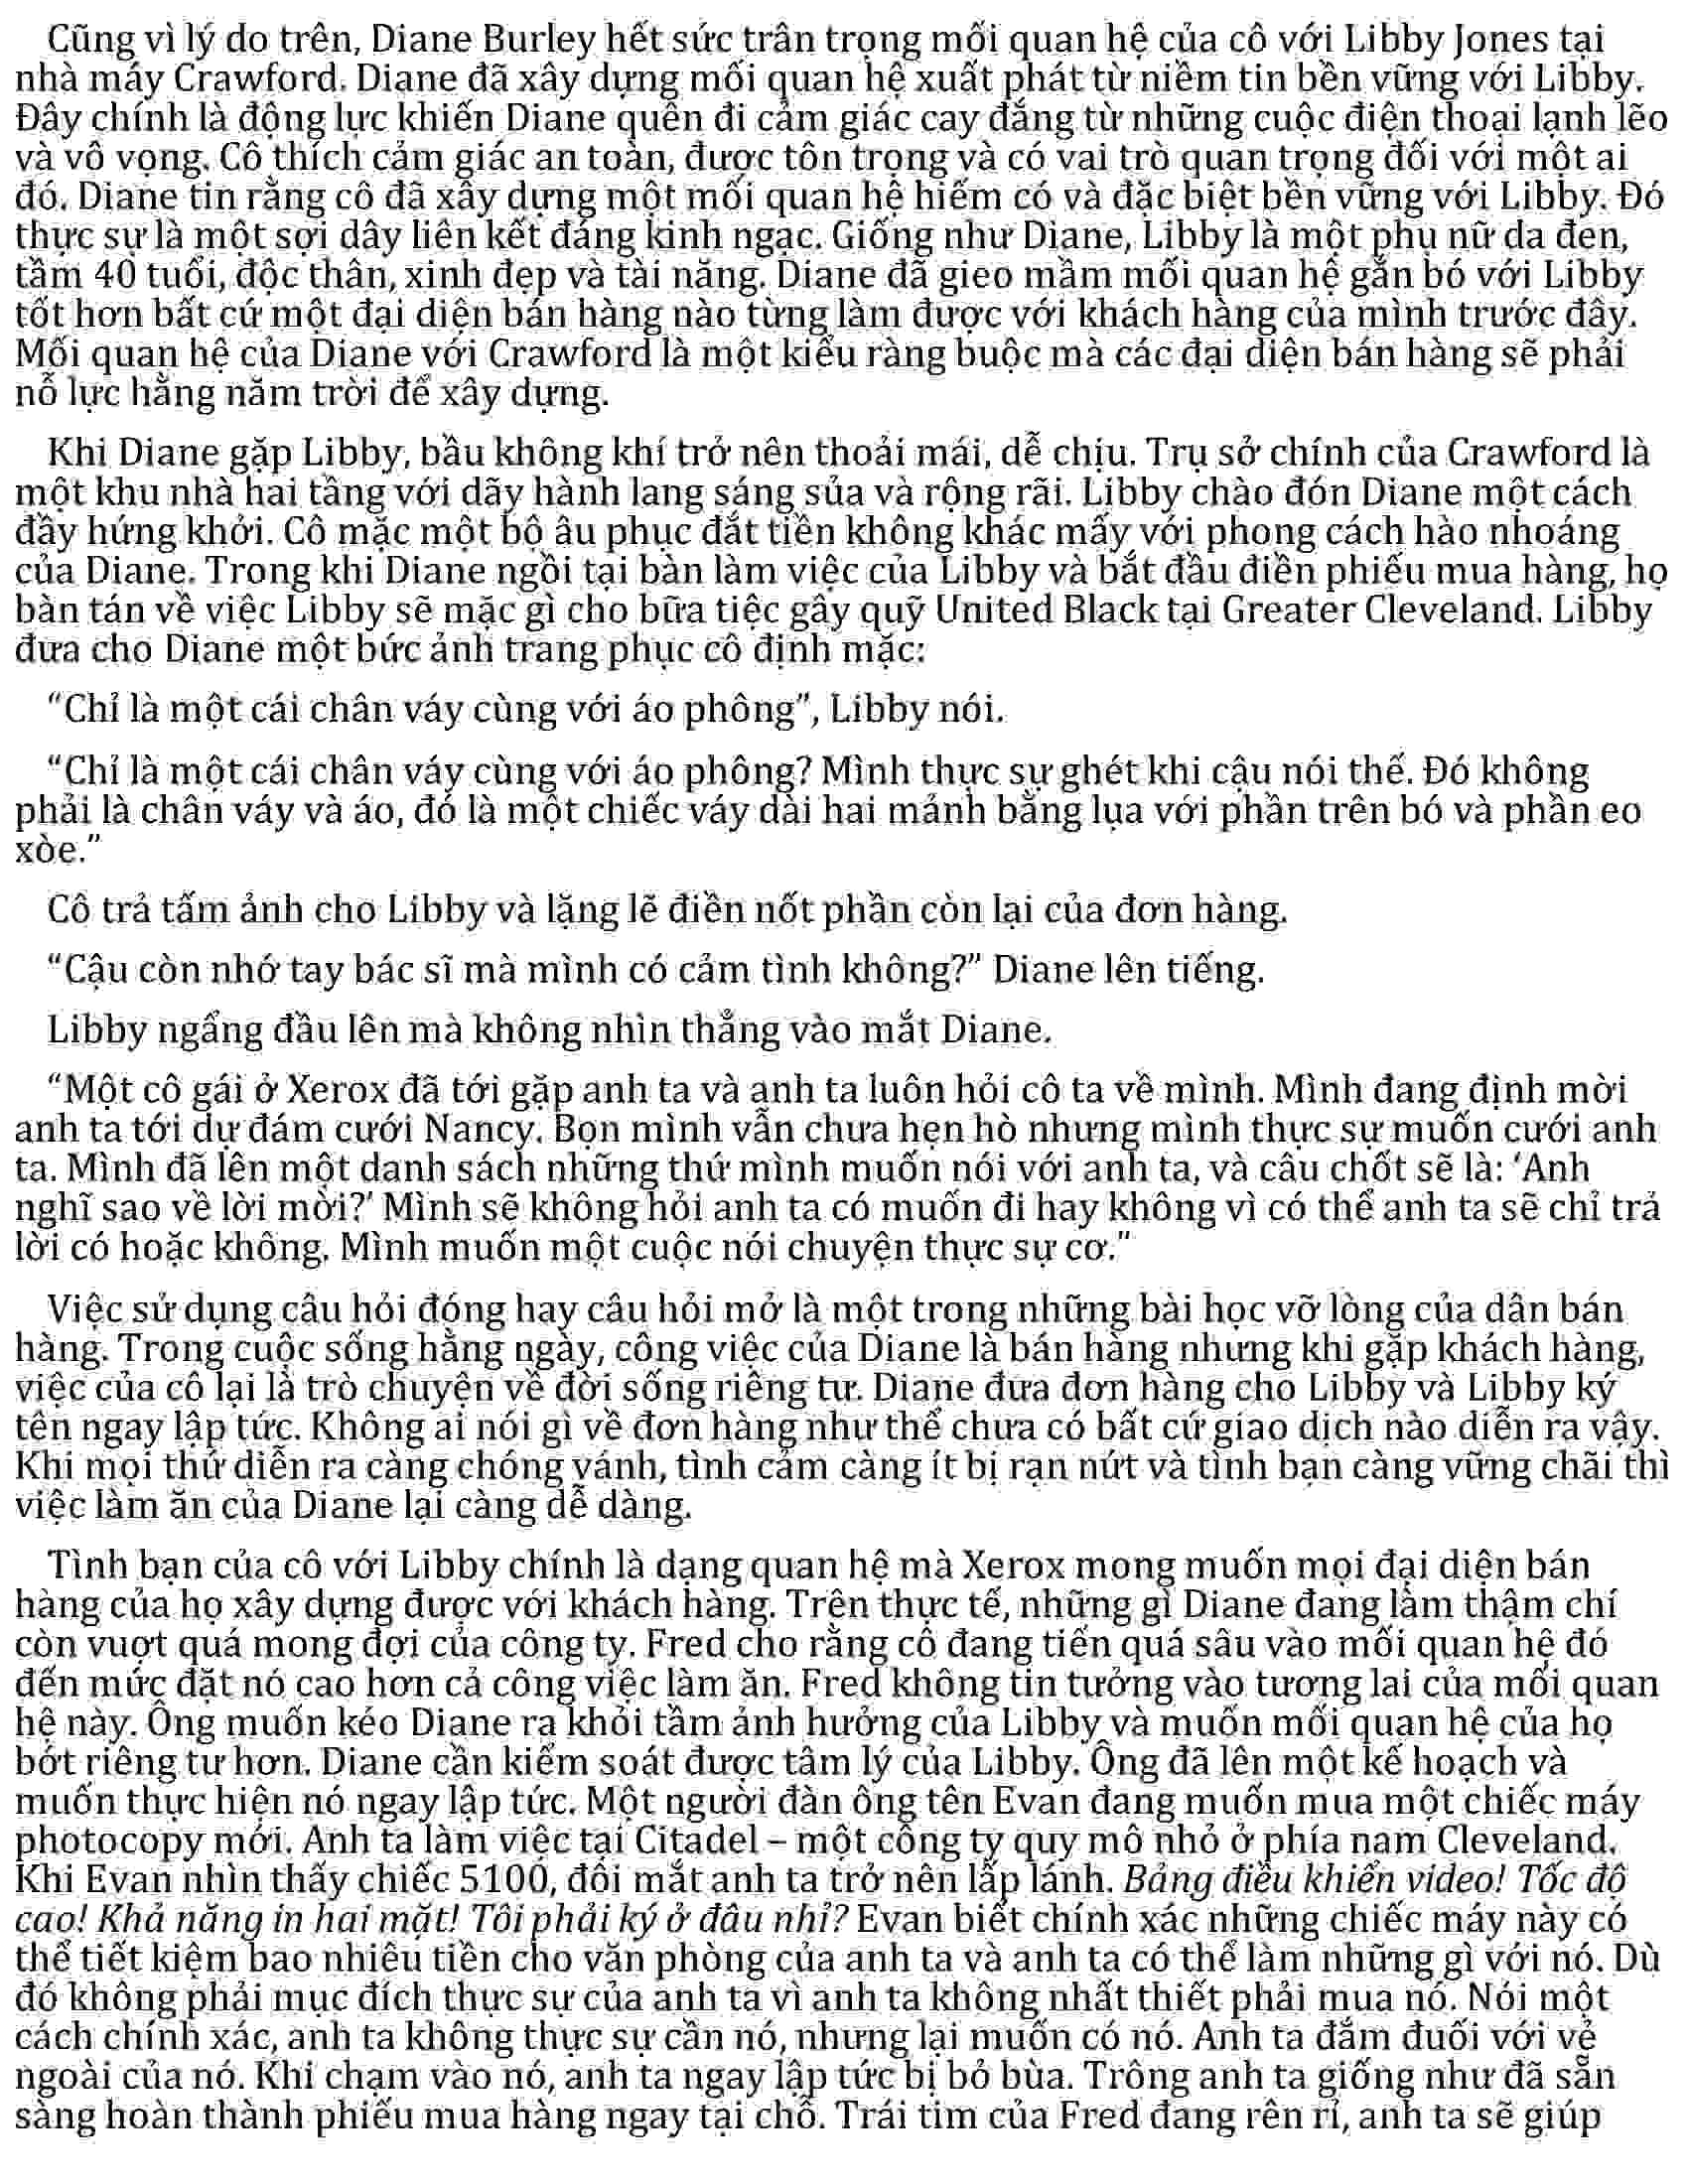 Cũng vì lý do trên, Diane Burley hết sức trân trọng mối quan hệ của cô với Libby Jones tại
nhà máy Crawford. Diane đã xây dựng mối quan hệ xuất phát từ niềm tin bền vững với Libby.
Đây chính là động lực khiến Diane quên đi cảm giác cay đắng từ những cuộc điện thoại lạnh lẽo
và vô vọng. Cô thích cảm giác an toàn, được tôn trọng và có vai trò quan trọng đối với một ai
đó. Diane tin rằng cô đã xây dựng một mối quan hệ hiếm có và đặc biệt bền vững với Libby. Đó
thực sự là một sợi dây liên kết đáng kinh ngạc. Giống như Diane, Libby là một phụ nữ da đen,
tầm 40 tuổi, độc thân, xinh đẹp và tài năng. Diane đã gieo mầm mối quan hệ gắn bó với Libby
tốt hơn bất cứ một đại diện bán hàng nào từng làm được với khách hàng của mình trước đây.
Mối quan hệ của Diane với Crawford là một kiểu ràng buộc mà các đại diện bán hàng sẽ phải
nỗ lực hằng năm trời để xây dựng.
Khi Diane gặp Libby, bầu không khí trở nên thoải mái, dễ chịu. Trụ sở chính của Crawford là
một khu nhà hai tầng với dãy hành lang sáng sủa và rộng rãi. Libby chào đón Diane một cách
đầy hứng khởi. Cô mặc một bộ âu phục đắt tiền không khác mấy với phong cách hào nhoáng
của Diane. Trong khi Diane ngồi tại bàn làm việc của Libby và bắt đầu điền phiếu mua hàng, họ
bàn tán về việc Libby sẽ mặc gì cho bữa tiệc gây quỹ United Black tại Greater Cleveland. Libby
đưa cho Diane một bức ảnh trang phục cô định mặc:
“Chỉ là một cái chân váy cùng với áo phông”, Libby nói.
“Chỉ là một cái chân váy cùng với áo phông? Mình thực sự ghét khi cậu nói thế. Đó không
phải là chân váy và áo, đó là một chiếc váy dài hai mảnh bằng lụa với phần trên bó và phần eo
xòe.”
Cô trả tấm ảnh cho Libby và lặng lẽ điền nốt phần còn lại của đơn hàng.
“Cậu còn nhớ tay bác sĩ mà mình có cảm tình không?” Diane lên tiếng.
Libby ngẩng đầu lên mà không nhìn thẳng vào mắt Diane.
“Một cô gái ở Xerox đã tới gặp anh ta và anh ta luôn hỏi cô ta về mình. Mình đang định mời
anh ta tới dự đám cưới Nancy. Bọn mình vẫn chưa hẹn hò nhưng mình thực sự muốn cưới anh
ta. Mình đã lên một danh sách những thứ mình muốn nói với anh ta, và câu chốt sẽ là: ‘Anh
nghĩ sao về lời mời?’ Mình sẽ không hỏi anh ta có muốn đi hay không vì có thể anh ta sẽ chỉ trả
lời có hoặc không. Mình muốn một cuộc nói chuyện thực sự cơ."
Việc sử dụng câu hỏi đóng hay câu hỏi mở là một trong những bài học vỡ lòng của dân bán
hàng. Trong cuộc sống hằng ngày, công việc của Diane là bán hàng nhưng khi gặp khách hàng,
việc của cô lại là trò chuyện về đời sống riêng tư. Diane đưa đơn hàng cho Libby và Libby ký
tên ngay lập tức. Không ai nói gì về đơn hàng như thể chưa có bất cứ giao dịch nào diễn ra vậy.
Khi mọi thứ diễn ra càng chóng vánh, tình cảm càng ít bị rạn nứt và tình bạn càng vững chãi thì
việc làm ăn của Diane lại càng dễ dàng.
Tình bạn của cô với Libby chính là dạng quan hệ mà Xerox mong muốn mọi đại diện bán
hàng của họ xây dựng được với khách hàng. Trên thực tế, những gì Diane đang làm thậm chí
còn vuợt quá mong đợi của công ty. Fred cho rằng cô đang tiến quá sâu vào mối quan hệ đó
đến mức đặt nó cao hơn cả công việc làm ăn. Fred không tin tưởng vào tương lai của mối quan
hệ này. Ông muốn kéo Diane ra khỏi tầm ảnh hưởng của Libby và muốn mối quan hệ của họ
bớt riêng tư hơn. Diane cần kiểm soát được tâm lý của Libby. Ông đã lên một kế hoạch và
muốn thực hiện nó ngay lập tức. Một người đàn ông tên Evan đang muốn mua một chiếc máy
photocopy mới. Anh ta làm việc tại Citadel – một công ty quy mô nhỏ ở phía nam Cleveland.
Khi Evan nhìn thấy chiếc 5100, đôi mắt anh ta trở nên lấp lánh. Bảng điều khiển video! Tốc độ
cao! Khả năng in hai mặt! Tôi phải ký ở đâu nhỉ? Evan biết chính xác những chiếc máy này có
thể tiết kiệm bao nhiêu tiền cho văn phòng của anh ta và anh ta có thể làm những gì với nó. Dù
đó không phải mục đích thực sự của anh ta vì anh ta không nhất thiết phải mua nó. Nói một
cách chính xác, anh ta không thực sự cần nó, nhưng lại muốn có nó. Anh ta đắm đuối với vẻ
ngoài của nó. Khi chạm vào nó, anh ta ngay lập tức bị bỏ bùa. Trông anh ta giống như đã sẵn
sàng hoàn thành phiếu mua hàng ngay tại chỗ. Trái tim của Fred đang rên rỉ, anh ta sẽ giúp